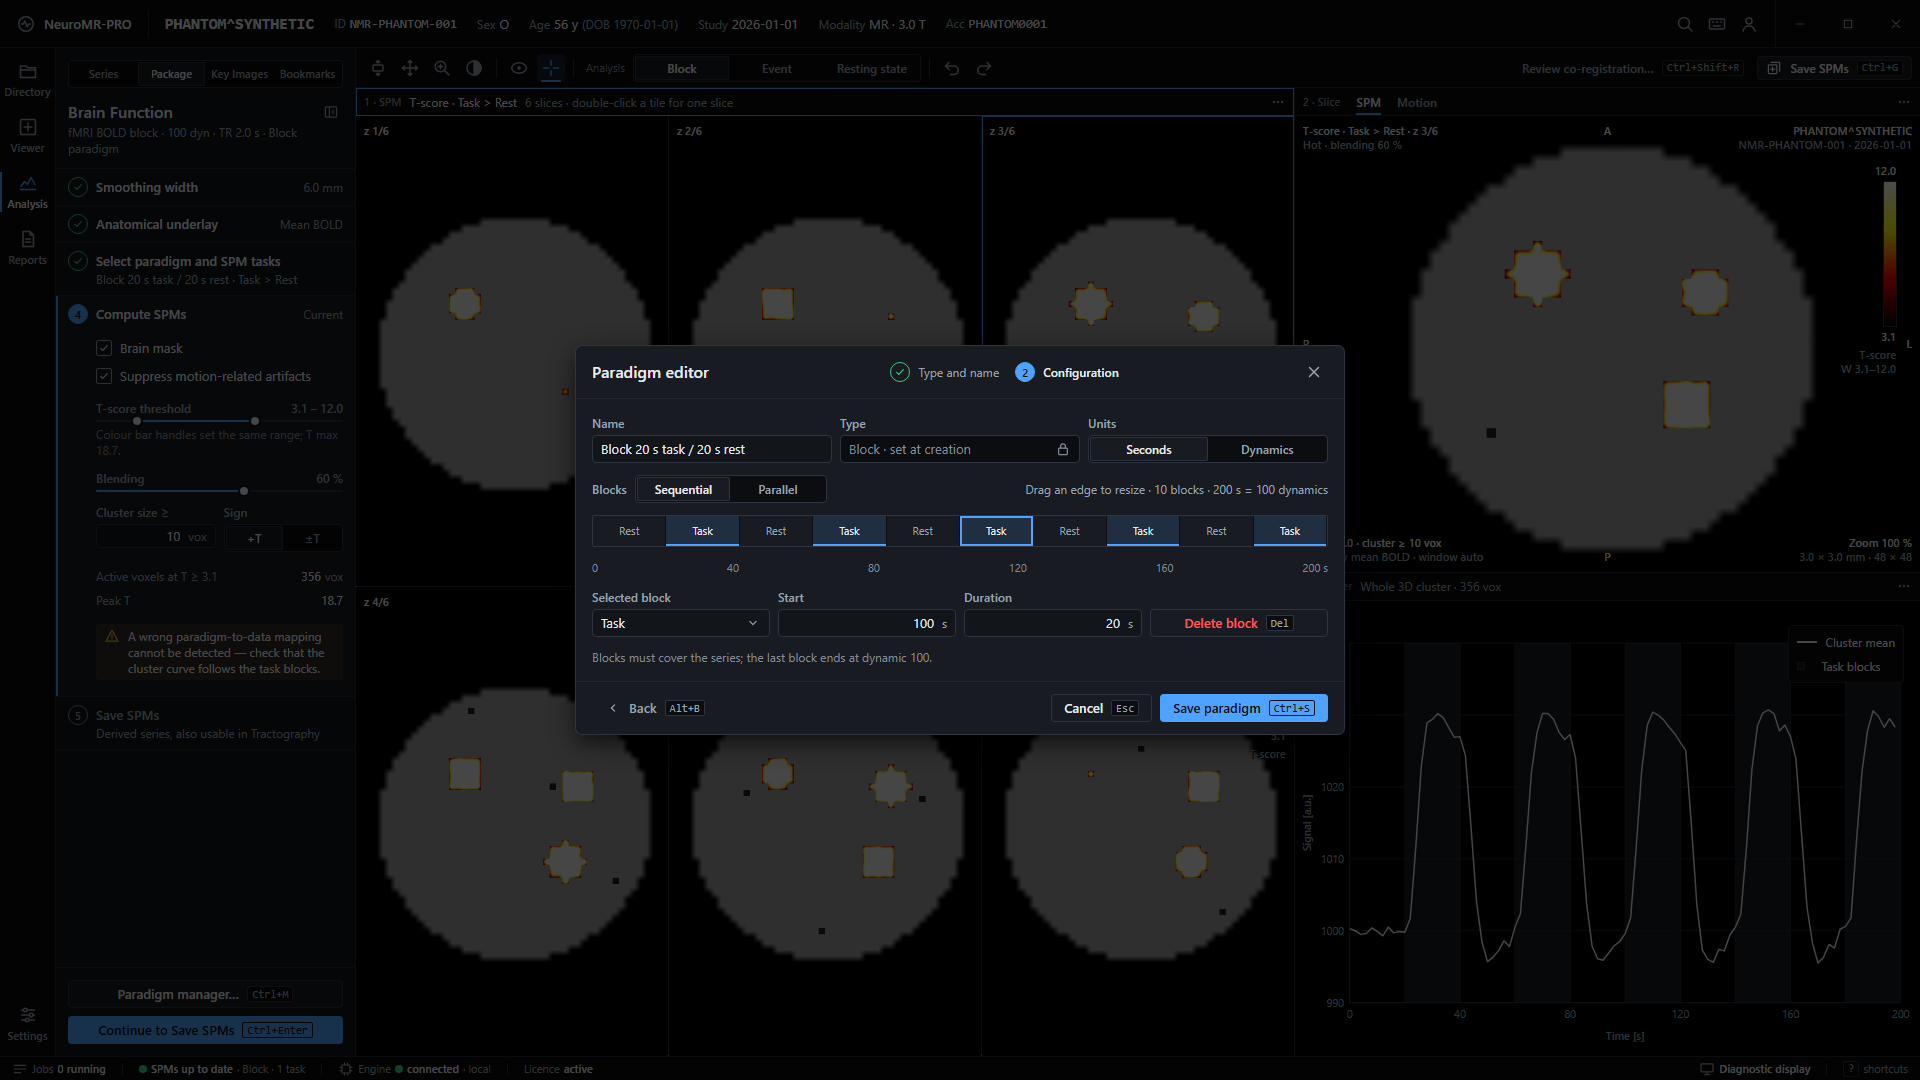 NeuroMR-PRO PHANTOM^SYNTHETIC ID NMR-PHANTOM-001 Sex O Age 56 y (DOB 1970-01-01) Study 2026-01-01 Modality MR · 3.0 T Acc PHANTOM0001
Directory
Viewer
Analysis
Reports
Settings
Series Package Key Images Bookmarks
Brain Function
fMRI BOLD block · 100 dyn · TR 2.0 s · Block
paradigm
Smoothing width 6.0 mm
Anatomical underlay Mean BOLD
Select paradigm and SPM tasks
Block 20 s task / 20 s rest · Task > Rest
4 Compute SPMs Current
Brain mask
Suppress motion-related artifacts
T-score threshold 3.1 – 12.0
Colour bar handles set the same range; T max
18.7.
Blending 60 %
Cluster size ≥ Sign
10 vox +T ±T
Active voxels at T ≥ 3.1 356 vox
Peak T 18.7
A wrong paradigm-to-data mapping
cannot be detected — check that the
cluster curve follows the task blocks.
5 Save SPMs
Derived series, also usable in Tractography
Paradigm manager... Ctrl+M
Continue to Save SPMs Ctrl+Enter
Analysis Block Event Resting state
Review co-registration... Ctrl+Shift+R Save SPMs Ctrl+G
1 · SPM T-score · Task > Rest 6 slices · double-click a tile for one slice
z 1/6
z 2/6
z 3/6
z 4/6
3.1
T-score
2 · Slice SPM Motion
T-score · Task > Rest · z 3/6
Hot · blending 60 %
A
PHANTOM^SYNTHETIC
NMR-PHANTOM-001 · 2026-01-01
12.0
3.1
T-score
W 3.1–12.0
R
L
.0 · cluster ≥ 10 vox
y mean BOLD · window auto
P
Zoom 100 %
3.0 × 3.0 mm · 48 × 48
er Whole 3D cluster · 356 vox
Cluster mean
Task blocks
Signal [a.u.]
1020
1010
1000
990
0 40 80 120 160 200
Time [s]
Paradigm editor
Type and name
2 Configuration
Name Type Units
Block 20 s task / 20 s rest Block · set at creation Seconds Dynamics
Blocks Sequential Parallel Drag an edge to resize · 10 blocks · 200 s = 100 dynamics
Rest Task Rest Task Rest Task Rest Task Rest Task
0 40 80 120 160 200 s
Selected block Start Duration
Task 100 s 20 s Delete block Del
Blocks must cover the series; the last block ends at dynamic 100.
Back Alt+B Cancel Esc Save paradigm Ctrl+S
Jobs 0 running SPMs up to date · Block · 1 task Engine connected · local Licence active Diagnostic display ? shortcuts